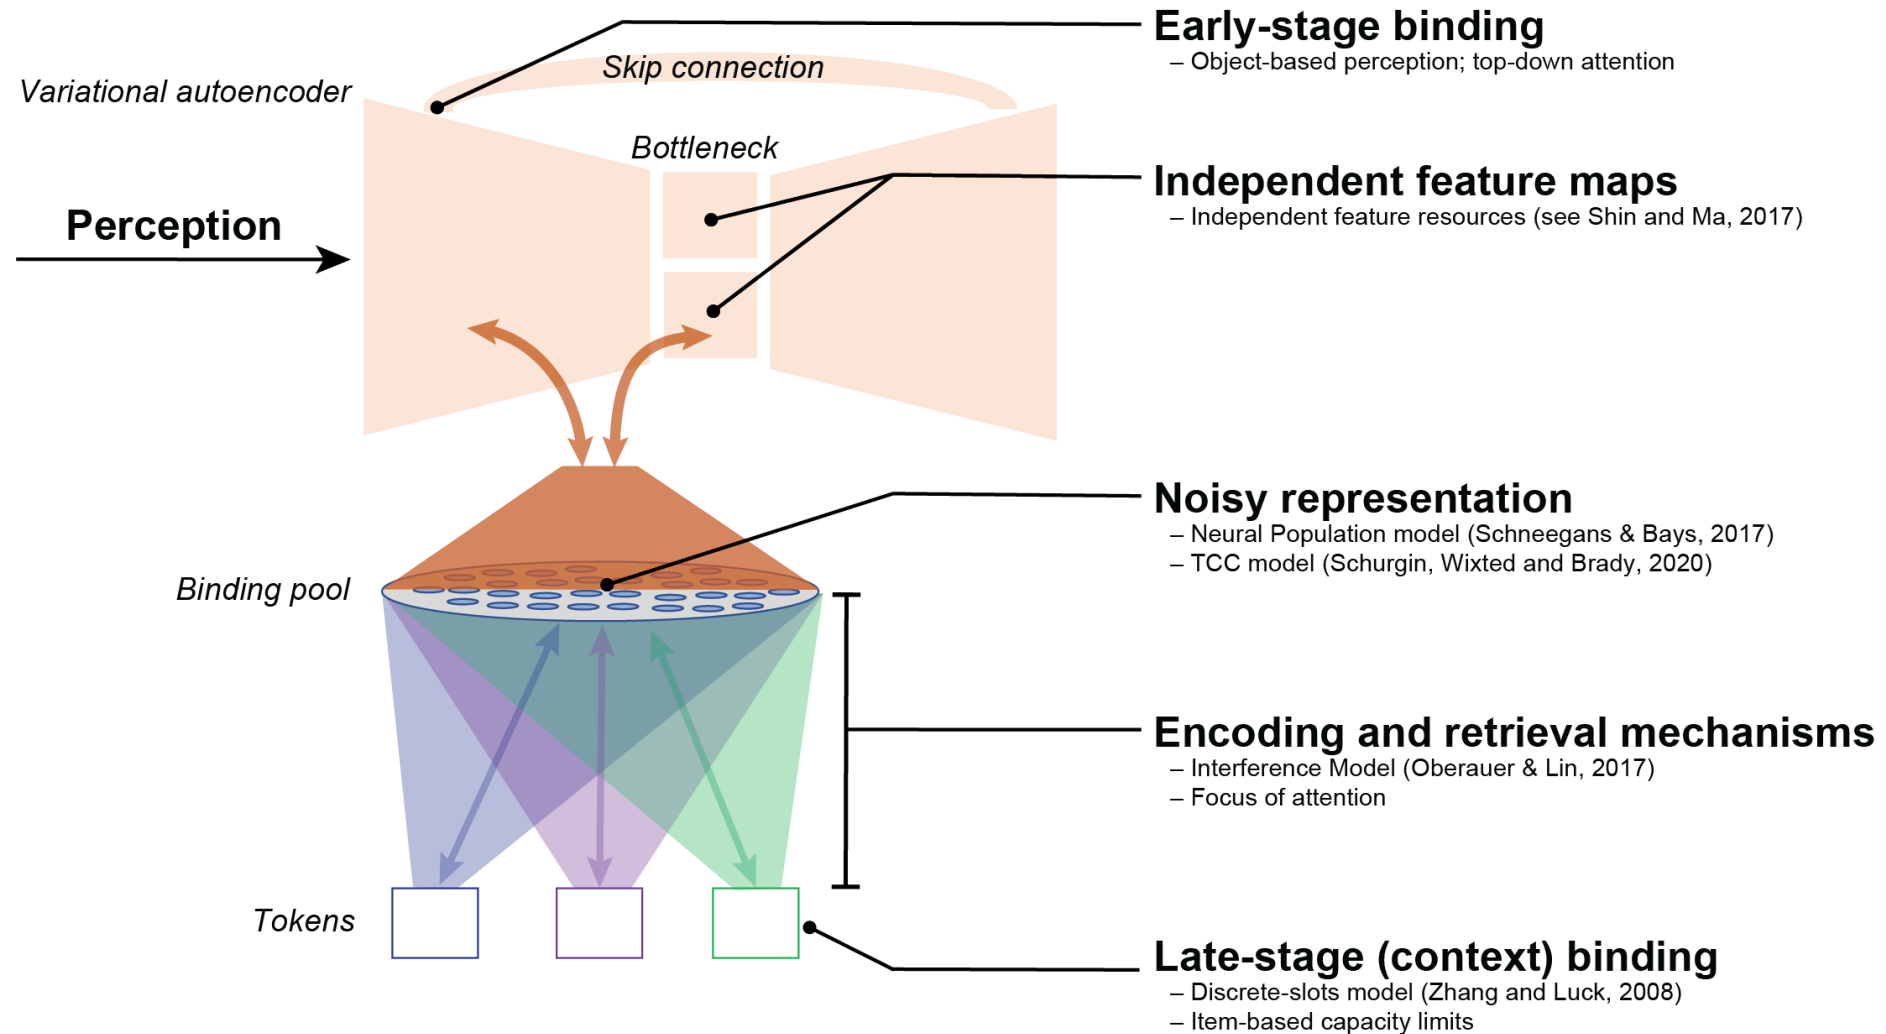 Early-stage binding
– Object-based perception; top-down attention
Skip connection
Variational autoencoder
Bottleneck
Independent feature maps
– Independent feature resources (see Shin and Ma, 2017)
Perception
Noisy representation
– Neural Population model (Schneegans & Bays, 2017)
– TCC model (Schurgin, Wixted and Brady, 2020)
Binding pool
Encoding and retrieval mechanisms
– Interference Model (Oberauer & Lin, 2017)
– Focus of attention
Tokens
Late-stage (context) binding
– Discrete-slots model (Zhang and Luck, 2008)
– Item-based capacity limits